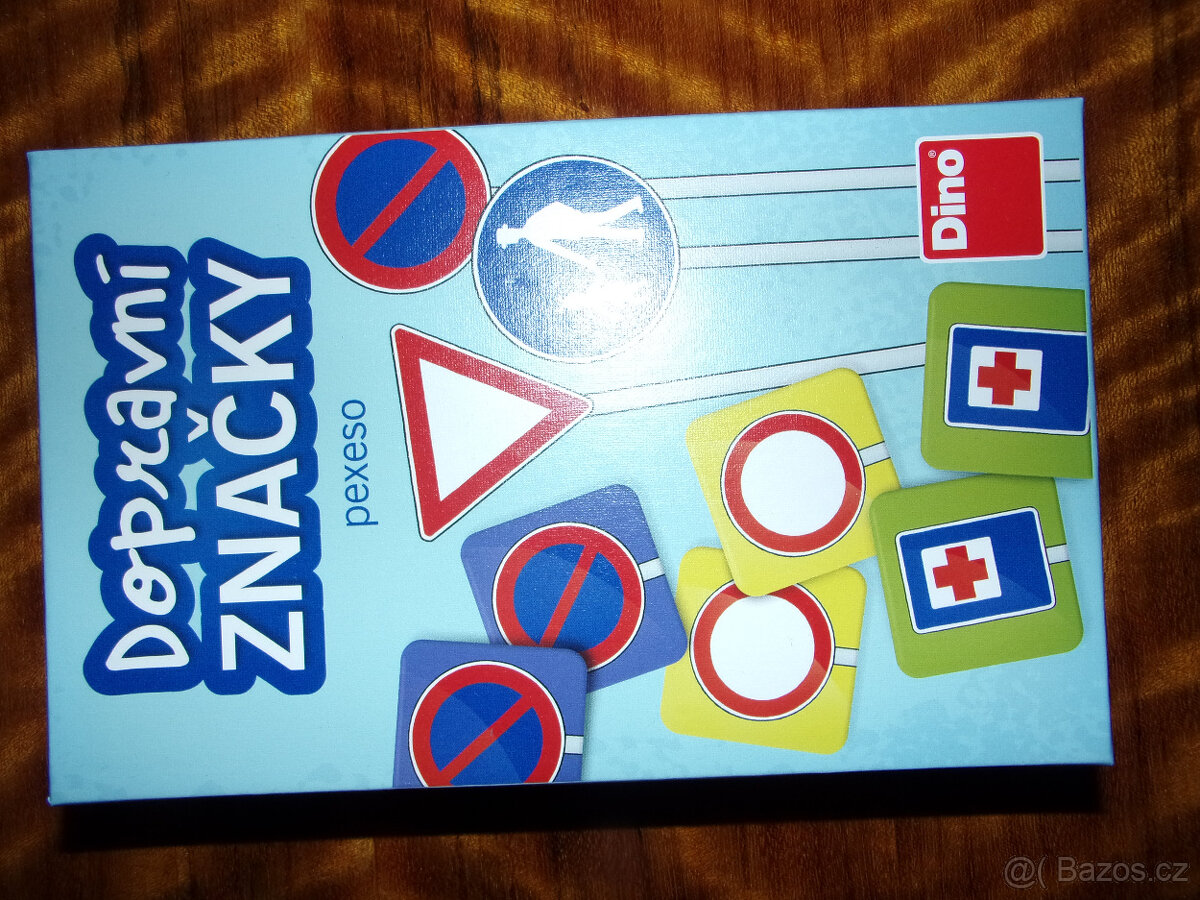 Dopravní
ZNAČKY
pexeso
Dino®
@( Bazos.cz